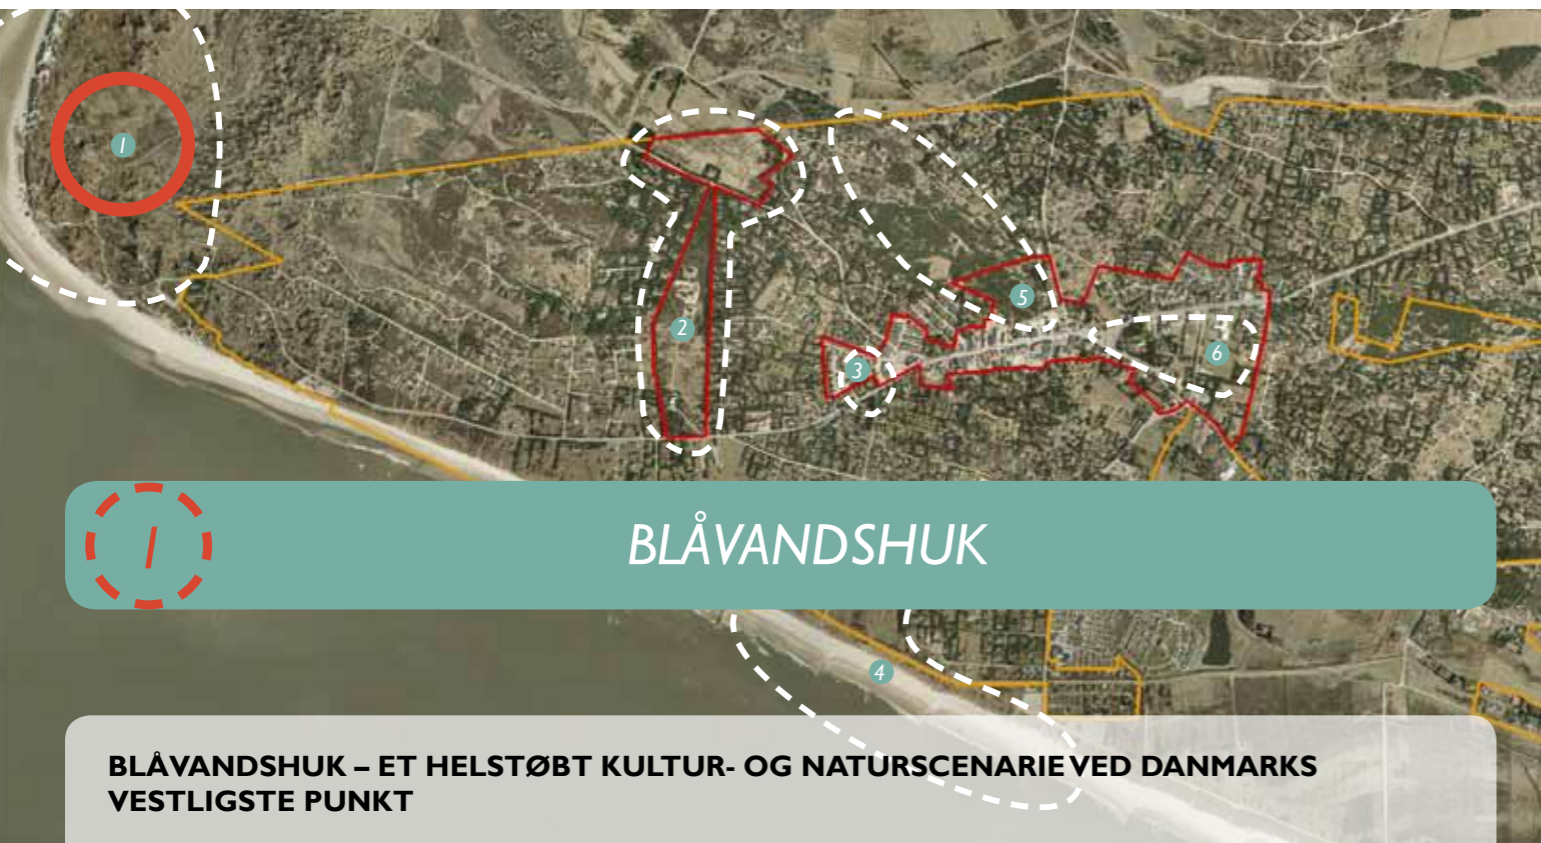 1
2
3
5
6
1
BLÅVANDSHUK
4
BLÅVANDSHUK – ET HELSTØBT KULTUR- OG NATURSCENARIE VED DANMARKS
VESTLIGSTE PUNKT